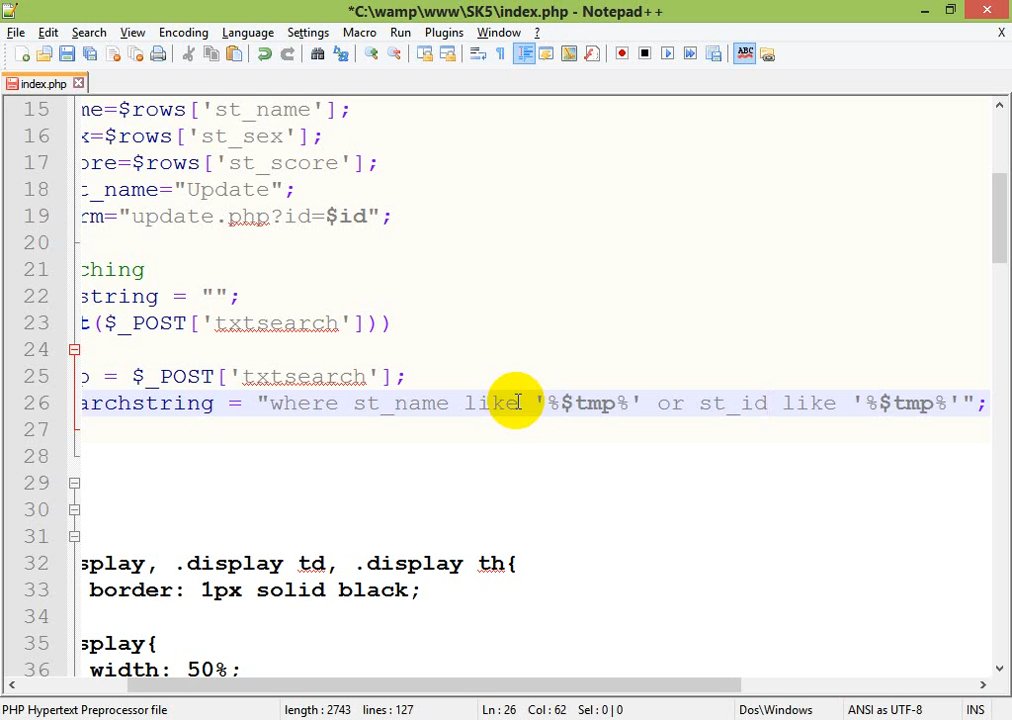 *C:\wamp\www\SK5\index.php - Notepad++
File Edit Search View Encoding Language Settings Macro Run Plugins Window ? X
ABC
index.php
15 me=$rows['st_name'];
16 x=$rows['st_sex'];
17 ore=$rows['st_score'];
18 t_name="Update";
19 rm="update.php?id=$id";
20
21 ching
22 string = "";
23 t($_POST['txtsearch']))
24
25 p = $_POST['txtsearch'];
26 archstring = "where st_name like '%$tmp%' or st_id like '%$tmp%'";
27
28
29
30
31
32 splay, .display td, .display th{
33 border: 1px solid black;
34
35 splay{
36 width: 50%;
PHP Hypertext Preprocessor file length : 2743 lines : 127 Ln : 26 Col : 62 Sel : 0 | 0 Dos\Windows ANSI as UTF-8 INS